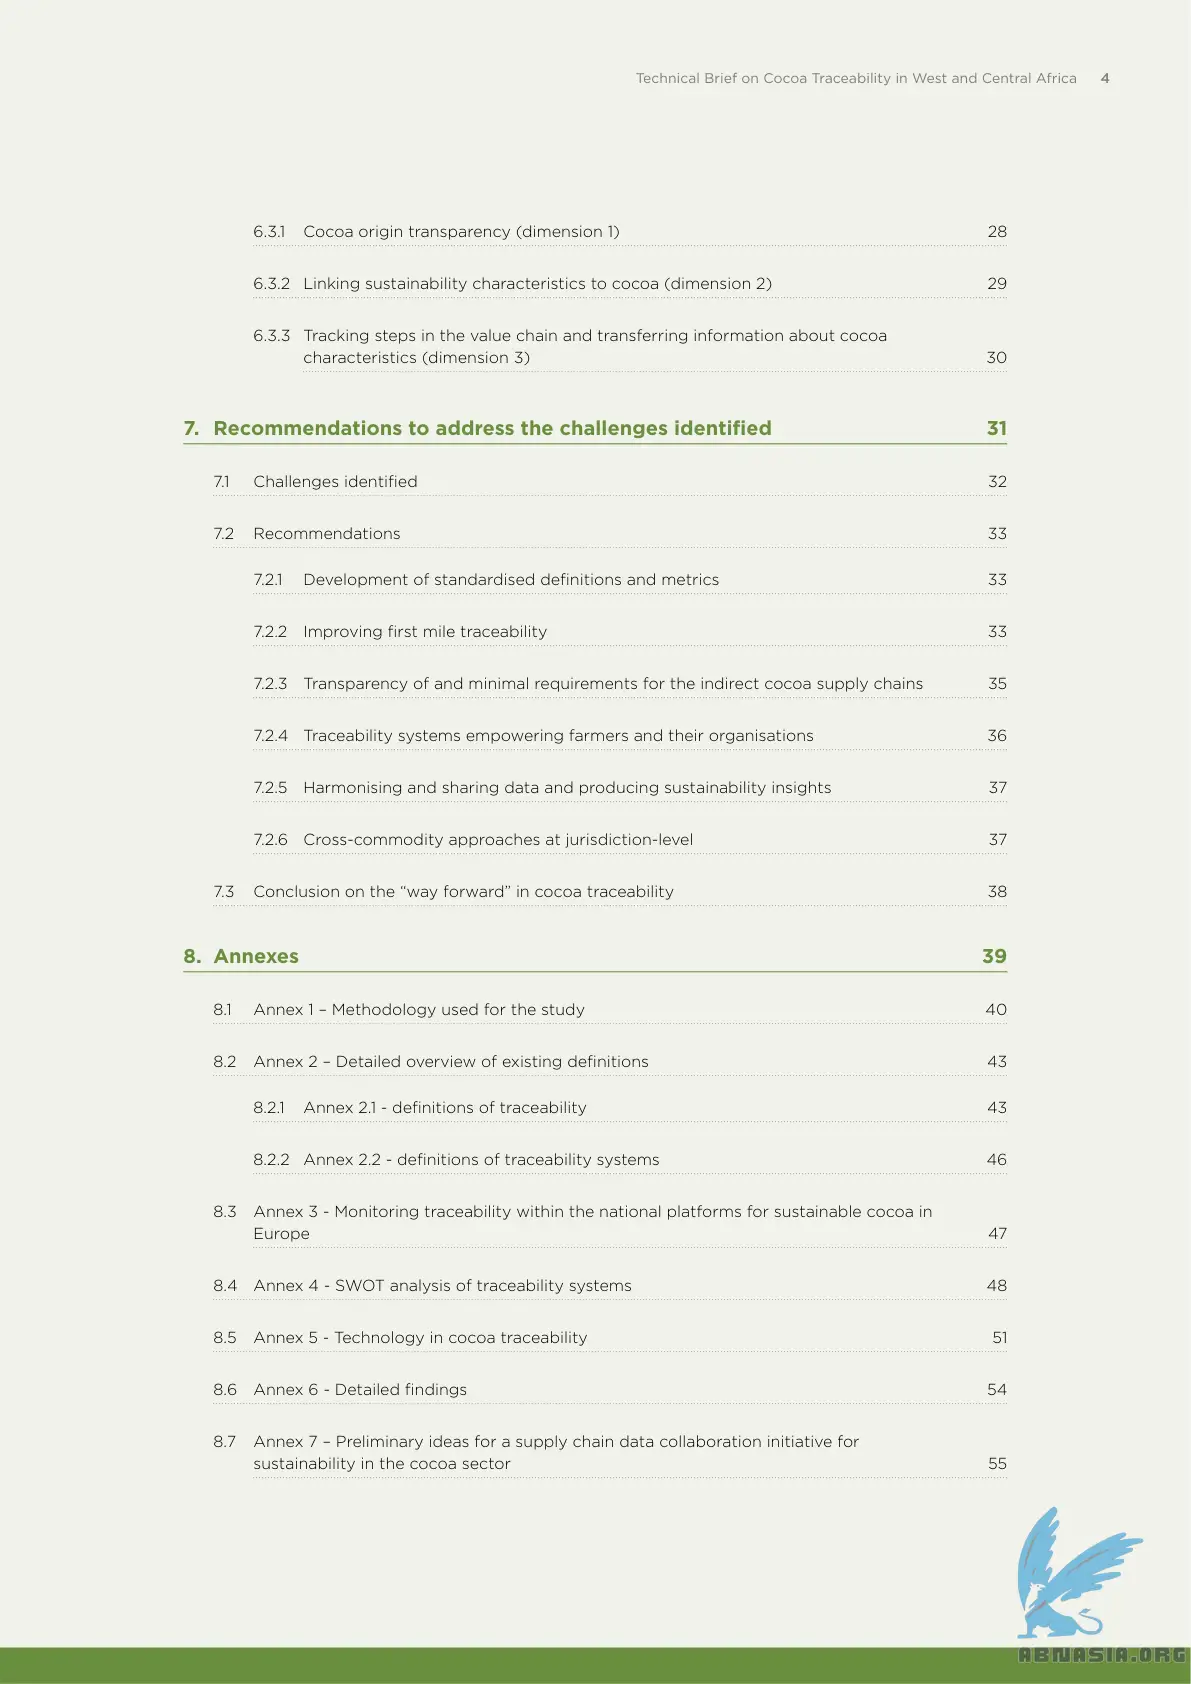 Technical Brief on Cocoa Traceability in West and Central Africa 4
6.3.1 Cocoa origin transparency (dimension 1) 28
6.3.2 Linking sustainability characteristics to cocoa (dimension 2) 29
6.3.3 Tracking steps in the value chain and transferring information about cocoa
characteristics (dimension 3) 30
7. Recommendations to address the challenges identified 31
7.1 Challenges identified 32
7.2 Recommendations 33
7.2.1 Development of standardised definitions and metrics 33
7.2.2 Improving first mile traceability 33
7.2.3 Transparency of and minimal requirements for the indirect cocoa supply chains 35
7.2.4 Traceability systems empowering farmers and their organisations 36
7.2.5 Harmonising and sharing data and producing sustainability insights 37
7.2.6 Cross-commodity approaches at jurisdiction-level 37
7.3 Conclusion on the “way forward” in cocoa traceability 38
8. Annexes 39
8.1 Annex 1 – Methodology used for the study 40
8.2 Annex 2 – Detailed overview of existing definitions 43
8.2.1 Annex 2.1 - definitions of traceability 43
8.2.2 Annex 2.2 - definitions of traceability systems 46
8.3 Annex 3 - Monitoring traceability within the national platforms for sustainable cocoa in
Europe 47
8.4 Annex 4 - SWOT analysis of traceability systems 48
8.5 Annex 5 - Technology in cocoa traceability 51
8.6 Annex 6 - Detailed findings 54
8.7 Annex 7 – Preliminary ideas for a supply chain data collaboration initiative for
sustainability in the cocoa sector 55
ABNASIA.ORG